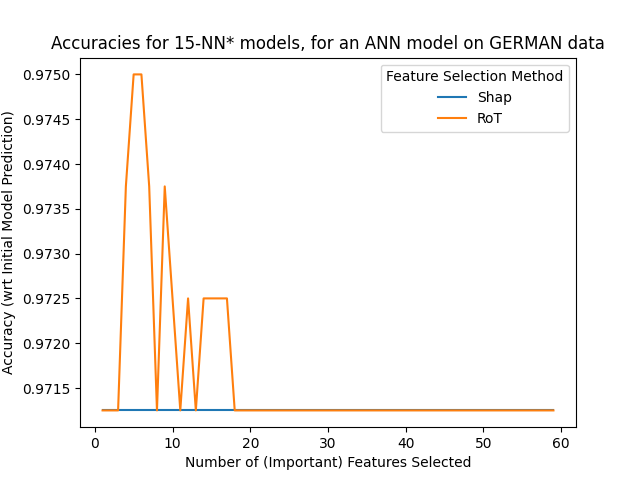 Accuracies for 15-NN* models, for an ANN model on GERMAN data
Feature Selection Method
Shap
RoT
Accuracy (wrt Initial Model Prediction)
0.9750
0.9745
0.9740
0.9735
0.9730
0.9725
0.9720
0.9715
0 10 20 30 40 50 60
Number of (Important) Features Selected